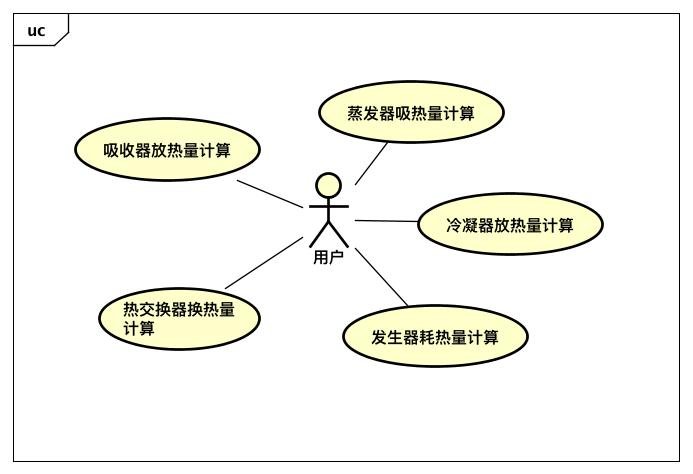 uc
蒸发器吸热量计算
吸收器放热量计算
冷凝器放热量计算
用户
热交换器换热量
计算
发生器耗热量计算